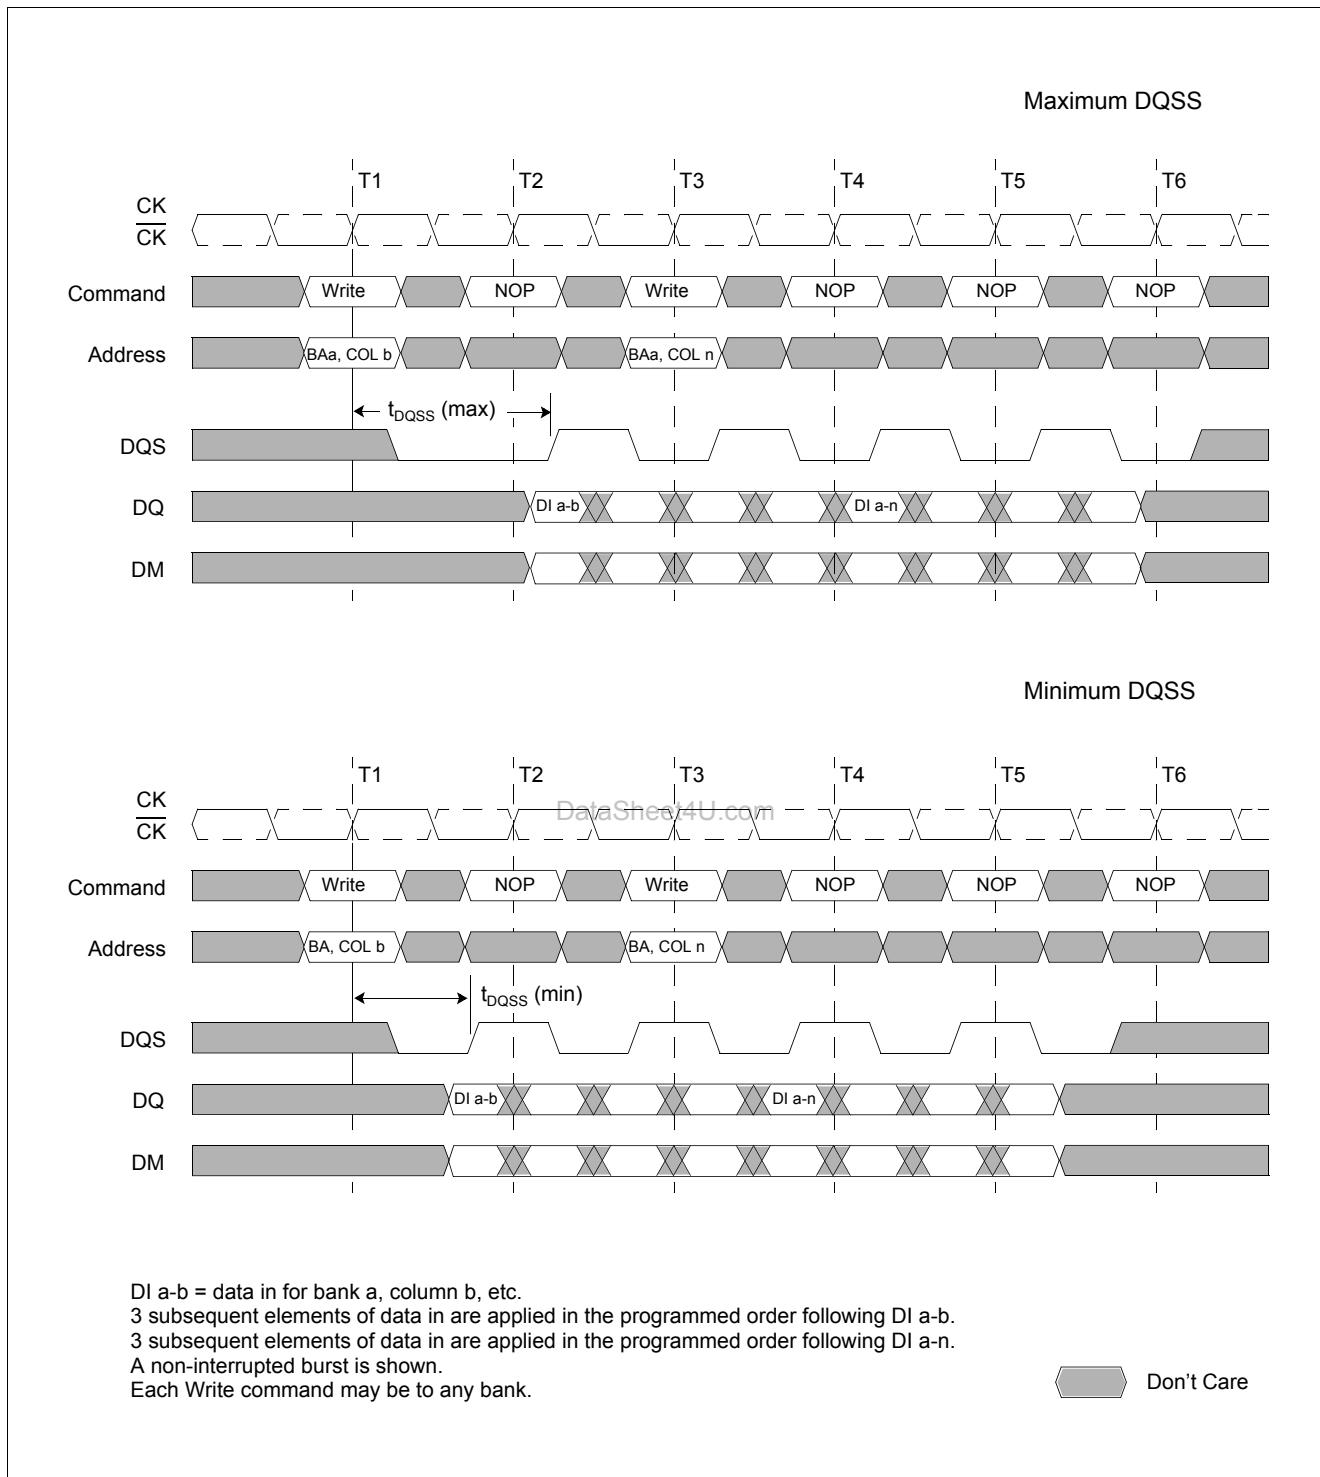 Maximum DQSS
T1 T2 T3 T4 T5 T6
CK
CK
Command Write NOP Write NOP NOP NOP
Address BAa, COL b BAa, COL n
tDQSS (max)
DQS
DQ DI a-b DI a-n
DM
Minimum DQSS
T1 T2 T3 T4 T5 T6
CK
CK
DataSheet4U.com
Command Write NOP Write NOP NOP NOP
Address BA, COL b BA, COL n
tDQSS (min)
DQS
DQ DI a-b DI a-n
DM
DI a-b = data in for bank a, column b, etc.
3 subsequent elements of data in are applied in the programmed order following DI a-b.
3 subsequent elements of data in are applied in the programmed order following DI a-n.
A non-interrupted burst is shown.
Each Write command may be to any bank.
Don't Care